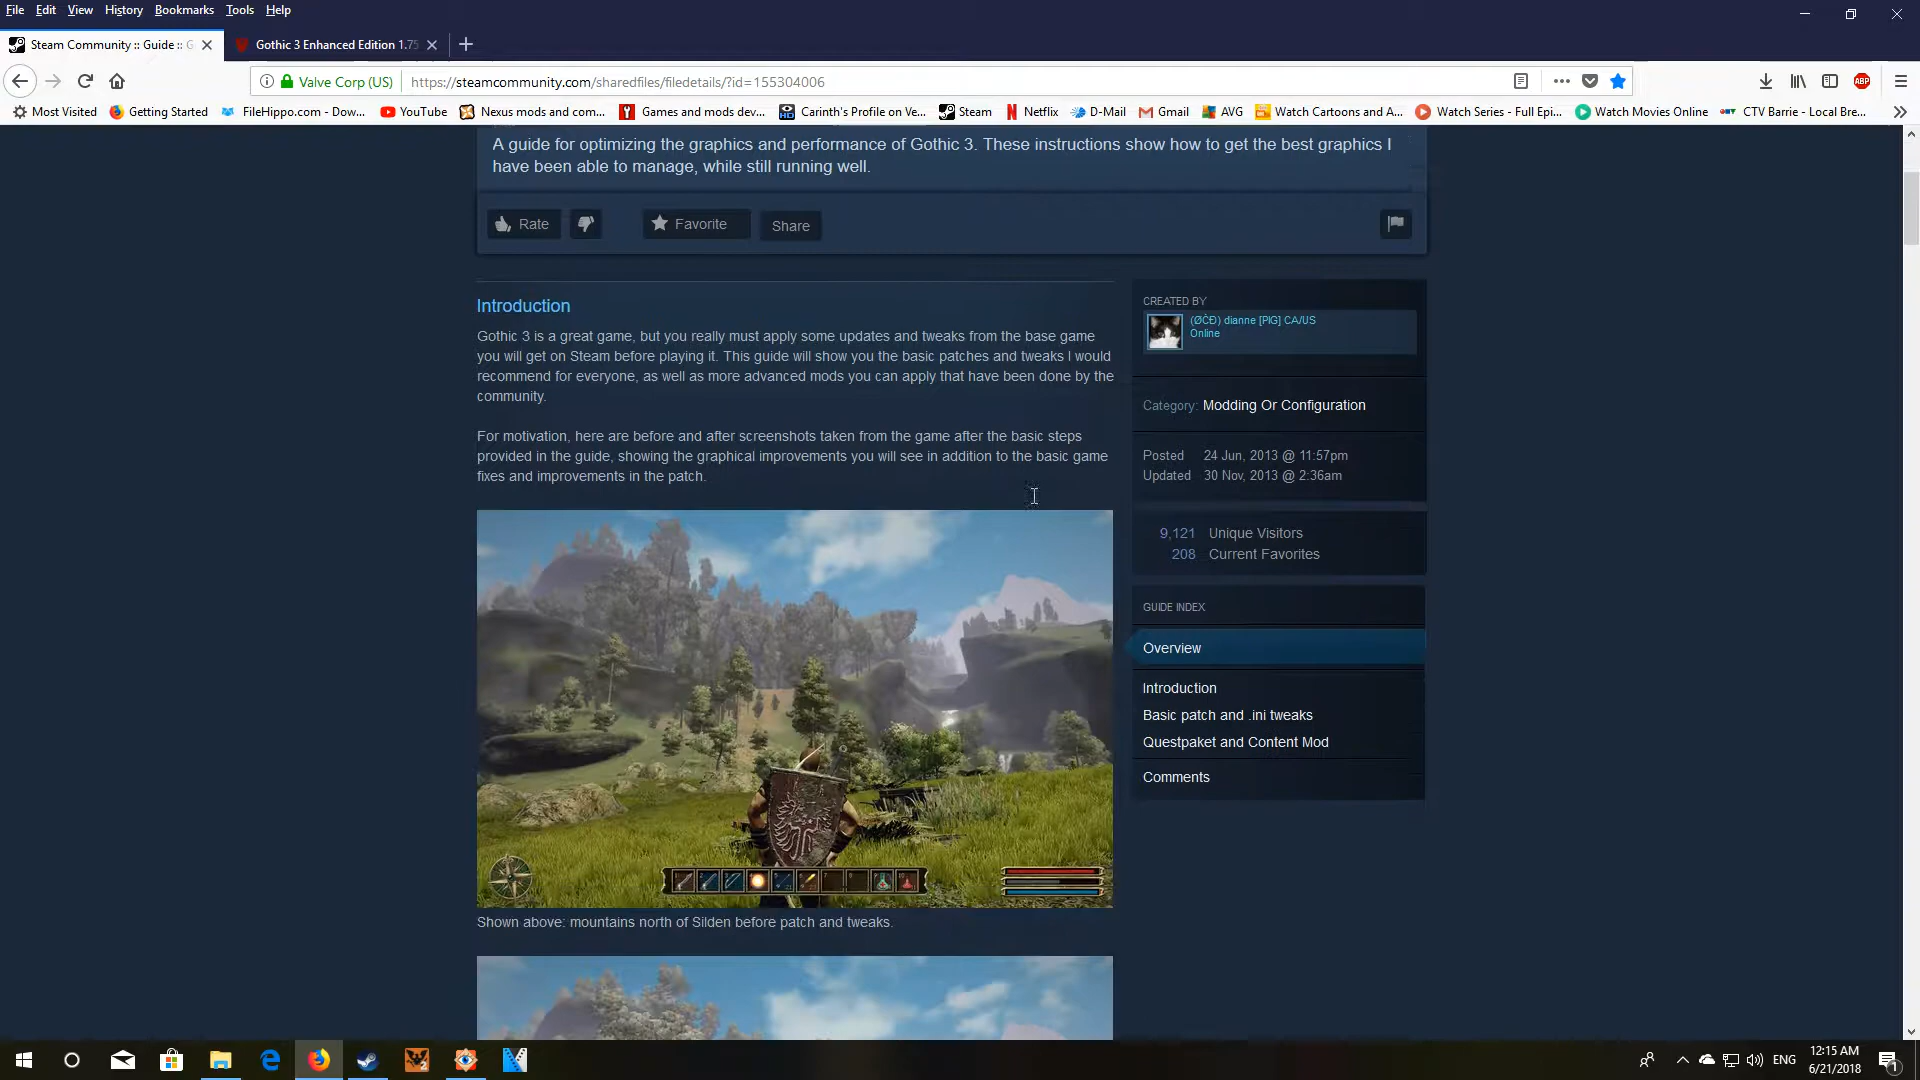 File Edit View History Bookmarks Tools Help
Steam Community :: Guide :: G
Gothic 3 Enhanced Edition 1.75
Valve Corp (US)
https://steamcommunity.com/sharedfiles/filedetails/?id=155304006
ABP
Most Visited
Getting Started
FileHippo.com - Dow...
YouTube
Nexus mods and com...
Games and mods dev...
Carinth's Profile on Ve...
Steam
Netflix
D-Mail
Gmail
AVG
Watch Cartoons and A...
Watch Series - Full Epi...
Watch Movies Online
CTV Barrie - Local Bre...
A guide for optimizing the graphics and performance of Gothic 3. These instructions show how to get the best graphics I
have been able to manage, while still running well.
Rate
Favorite
Share
Introduction
Gothic 3 is a great game, but you really must apply some updates and tweaks from the base game
you will get on Steam before playing it. This guide will show you the basic patches and tweaks I would
recommend for everyone, as well as more advanced mods you can apply that have been done by the
community.
For motivation, here are before and after screenshots taken from the game after the basic steps
provided in the guide, showing the graphical improvements you will see in addition to the basic game
fixes and improvements in the patch.
Shown above: mountains north of Silden before patch and tweaks.
CREATED BY
dianne [PIG] CA/US
Online
Category: Modding Or Configuration
Posted 24 Jun, 2013 @ 11:57pm
Updated 30 Nov, 2013 @ 2:36am
9,121 Unique Visitors
208 Current Favorites
GUIDE INDEX
Overview
Introduction
Basic patch and .ini tweaks
Questpaket and Content Mod
Comments
ENG
12:15 AM
6/21/2018
1